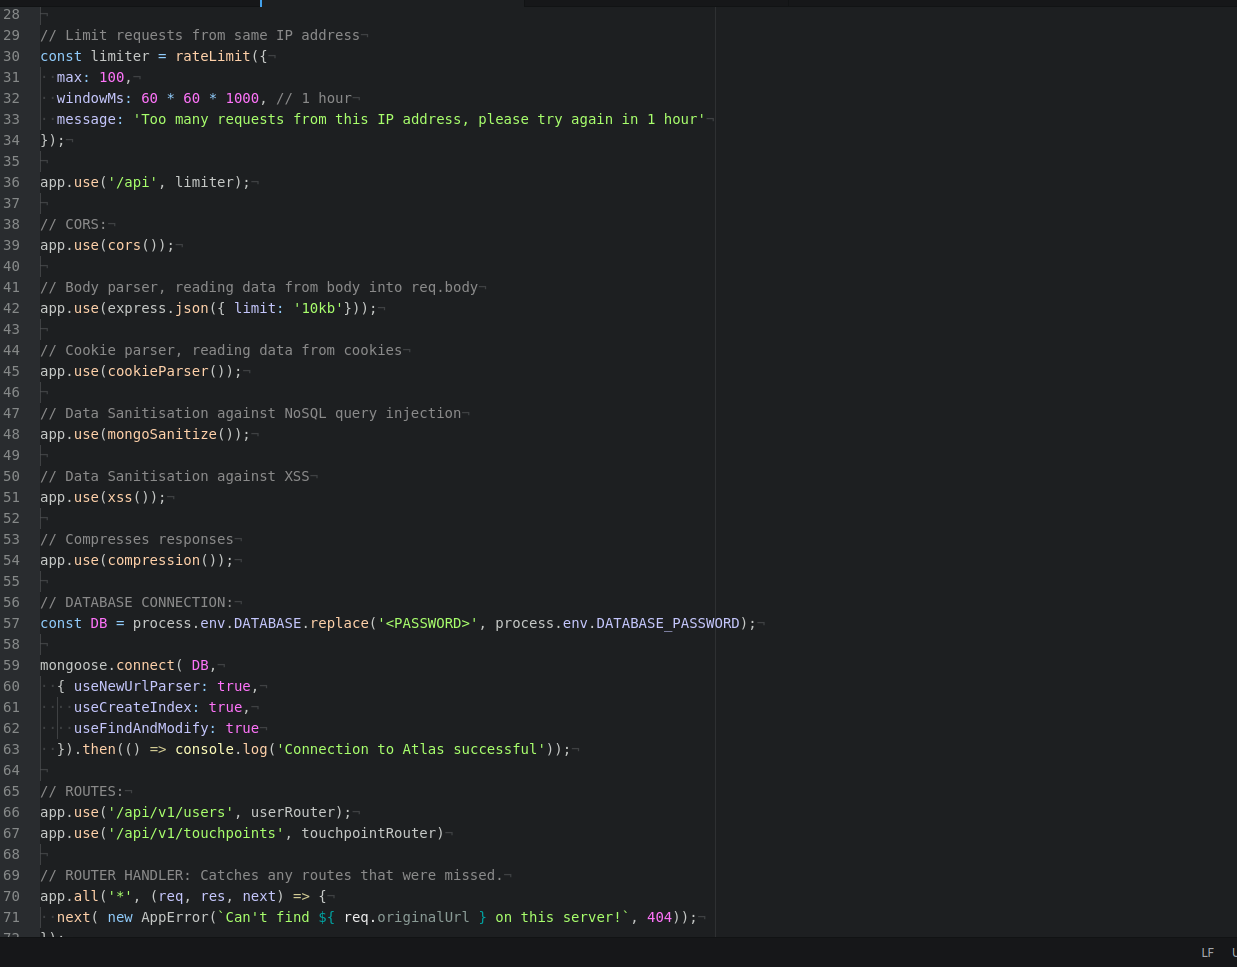 28
29 // Limit requests from same IP address¬
30 const limiter = rateLimit({¬
31 ··max: 100,¬
32 ··windowMs: 60 * 60 * 1000, // 1 hour¬
33 ··message: 'Too many requests from this IP address, please try again in 1 hour'¬
34 });¬
35 ¬
36 app.use('/api', limiter);¬
37 ¬
38 // CORS:¬
39 app.use(cors());¬
40 ¬
41 // Body parser, reading data from body into req.body¬
42 app.use(express.json({ limit: '10kb'}));¬
43 ¬
44 // Cookie parser, reading data from cookies¬
45 app.use(cookieParser());¬
46 ¬
47 // Data Sanitisation against NoSQL query injection¬
48 app.use(mongoSanitize());¬
49 ¬
50 // Data Sanitisation against XSS¬
51 app.use(xss());¬
52 ¬
53 // Compresses responses¬
54 app.use(compression());¬
55 ¬
56 // DATABASE CONNECTION:¬
57 const DB = process.env.DATABASE.replace('<PASSWORD>', process.env.DATABASE_PASSWORD);¬
58 ¬
59 mongoose.connect( DB,¬
60 ··{ useNewUrlParser: true,¬
61 ····useCreateIndex: true,¬
62 ····useFindAndModify: true¬
63 ··}).then(() => console.log('Connection to Atlas successful'));¬
64 ¬
65 // ROUTES:¬
66 app.use('/api/v1/users', userRouter);¬
67 app.use('/api/v1/touchpoints', touchpointRouter)¬
68 ¬
69 // ROUTER HANDLER: Catches any routes that were missed.¬
70 app.all('*', (req, res, next) => {¬
71 ··next( new AppError(`Can't find ${ req.originalUrl } on this server!`, 404));¬
72 });
LF